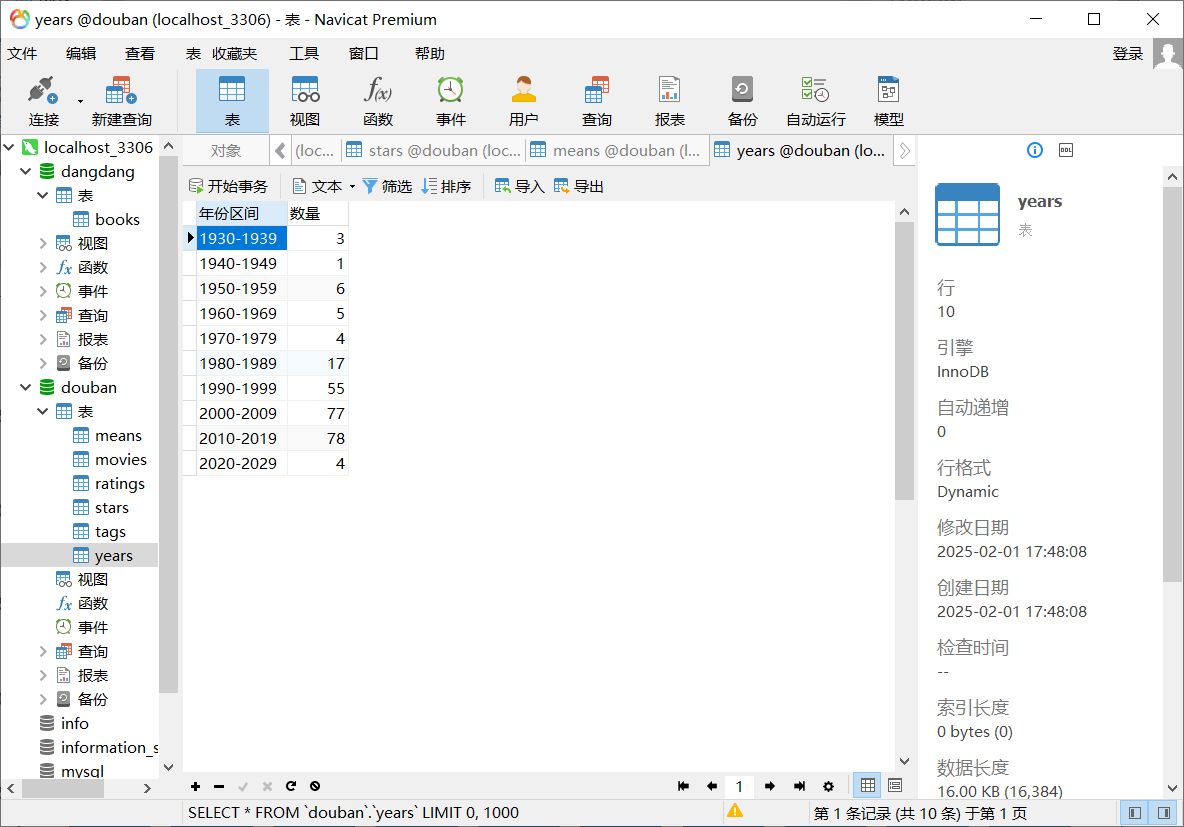 years @douban (localhost_3306) - 表 - Navicat Premium
文件 编辑 查看 表 收藏夹 工具 窗口 帮助 登录
连接 新建查询 表 视图 函数 事件 用户 查询 报表 备份 自动运行 模型
localhost_3306
dangdang
表
books
视图
函数
事件
查询
报表
备份
douban
表
means
movies
ratings
stars
tags
years
视图
函数
事件
查询
报表
备份
info
information_s
mysql
对象 (loc... stars @douban (loc... means @douban (l... years @douban (lo...
开始事务 文本 筛选 排序 导入 导出
年份区间 数量
1930-1939 3
1940-1949 1
1950-1959 6
1960-1969 5
1970-1979 4
1980-1989 17
1990-1999 55
2000-2009 77
2010-2019 78
2020-2029 4
1
DDL
years
表
行
10
引擎
InnoDB
自动递增
0
行格式
Dynamic
修改日期
2025-02-01 17:48:08
创建日期
2025-02-01 17:48:08
检查时间
--
索引长度
0 bytes (0)
数据长度
16.00 KB (16,384)
SELECT * FROM `douban`.`years` LIMIT 0, 1000
第 1 条记录 (共 10 条) 于第 1 页